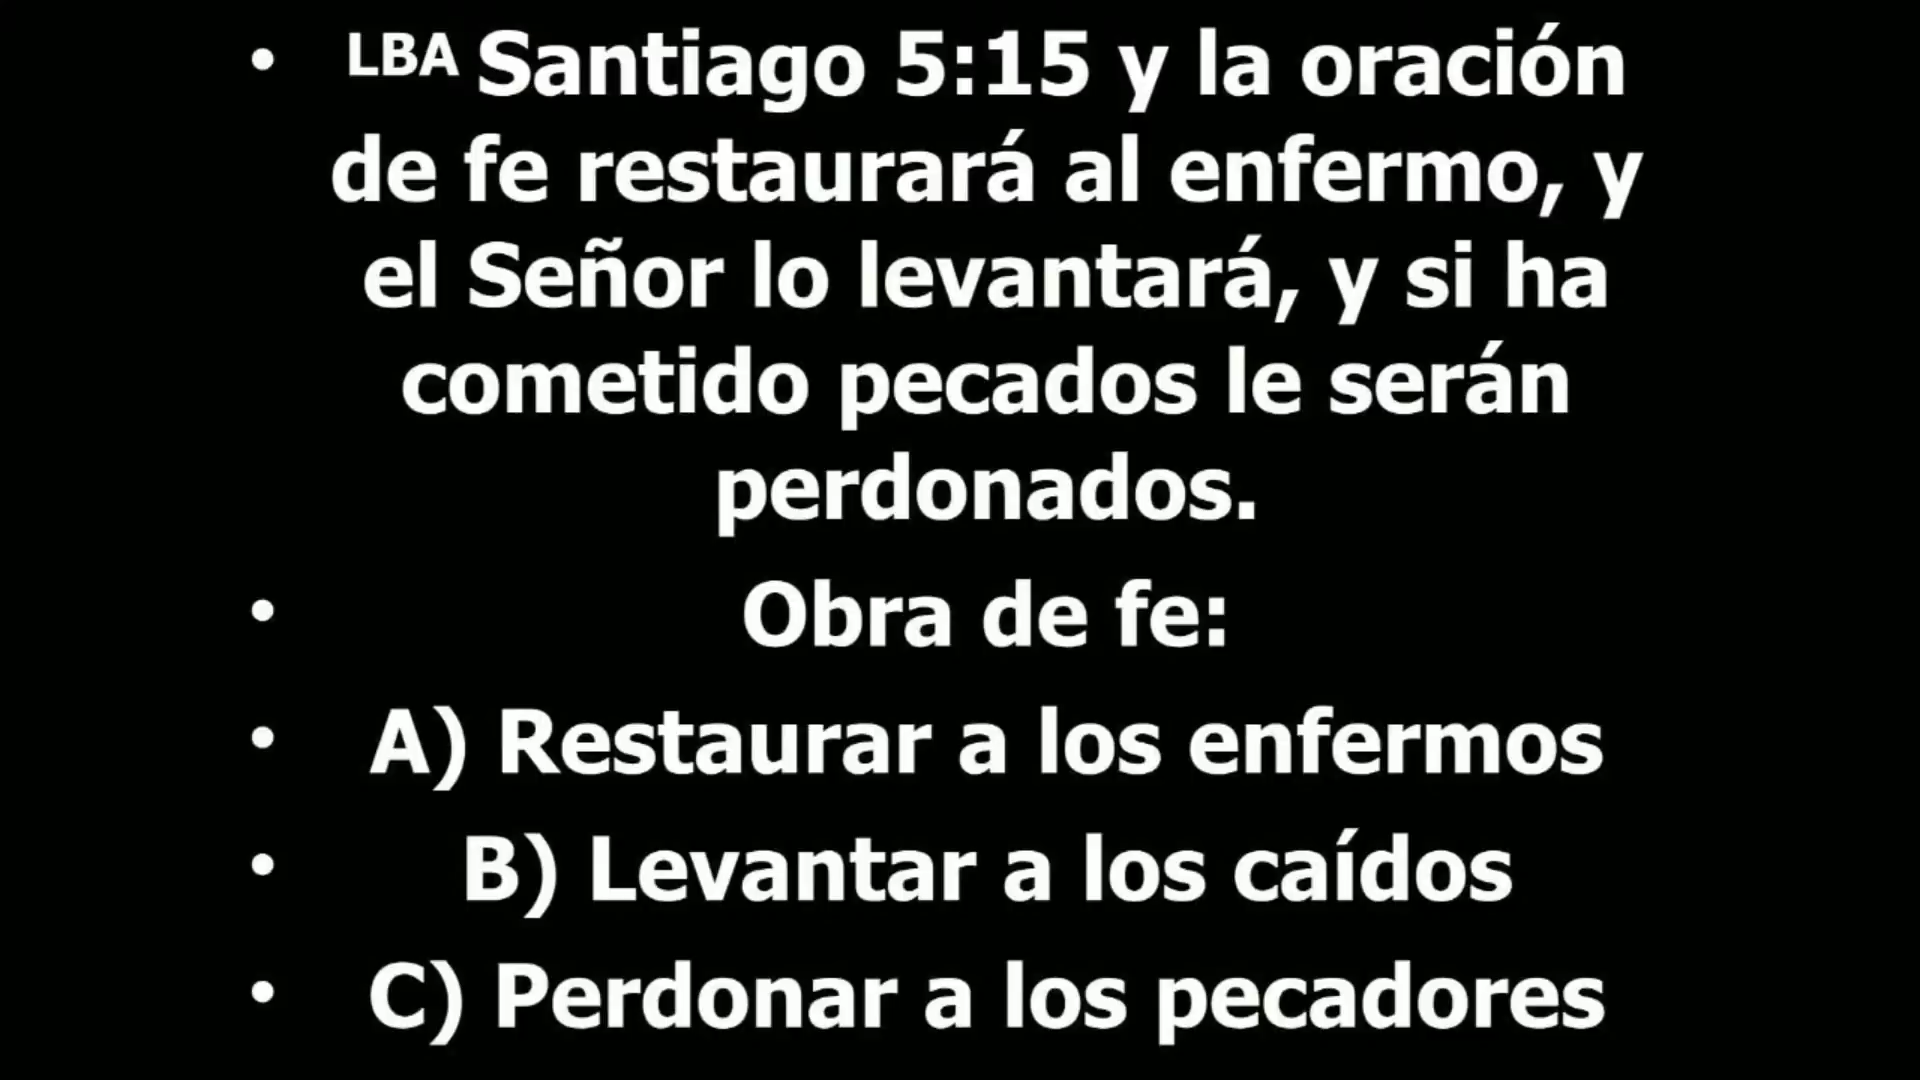 • LBA Santiago 5:15 y la oración
de fe restaurará al enfermo, y
el Señor lo levantará, y si ha
cometido pecados le serán
perdonados.
• Obra de fe:
• A) Restaurar a los enfermos
• B) Levantar a los caídos
• C) Perdonar a los pecadores